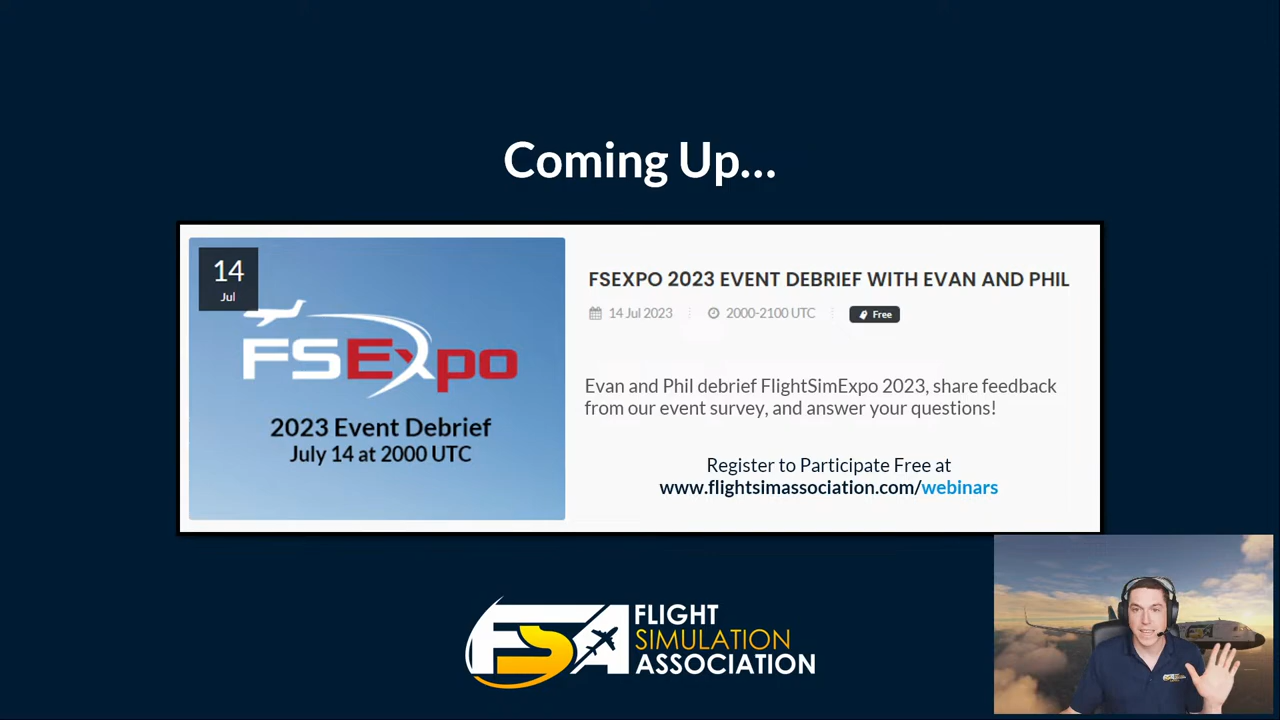 Coming Up...
14
Jul
FSExpo
2023 Event Debrief
July 14 at 2000 UTC
FSEXPO 2023 EVENT DEBRIEF WITH EVAN AND PHIL
14 Jul 2023
2000-2100 UTC
Free
Evan and Phil debrief FlightSimExpo 2023, share feedback
from our event survey, and answer your questions!
Register to Participate Free at
www.flightsimassociation.com/webinars
FSA
FLIGHT
SIMULATION
ASSOCIATION